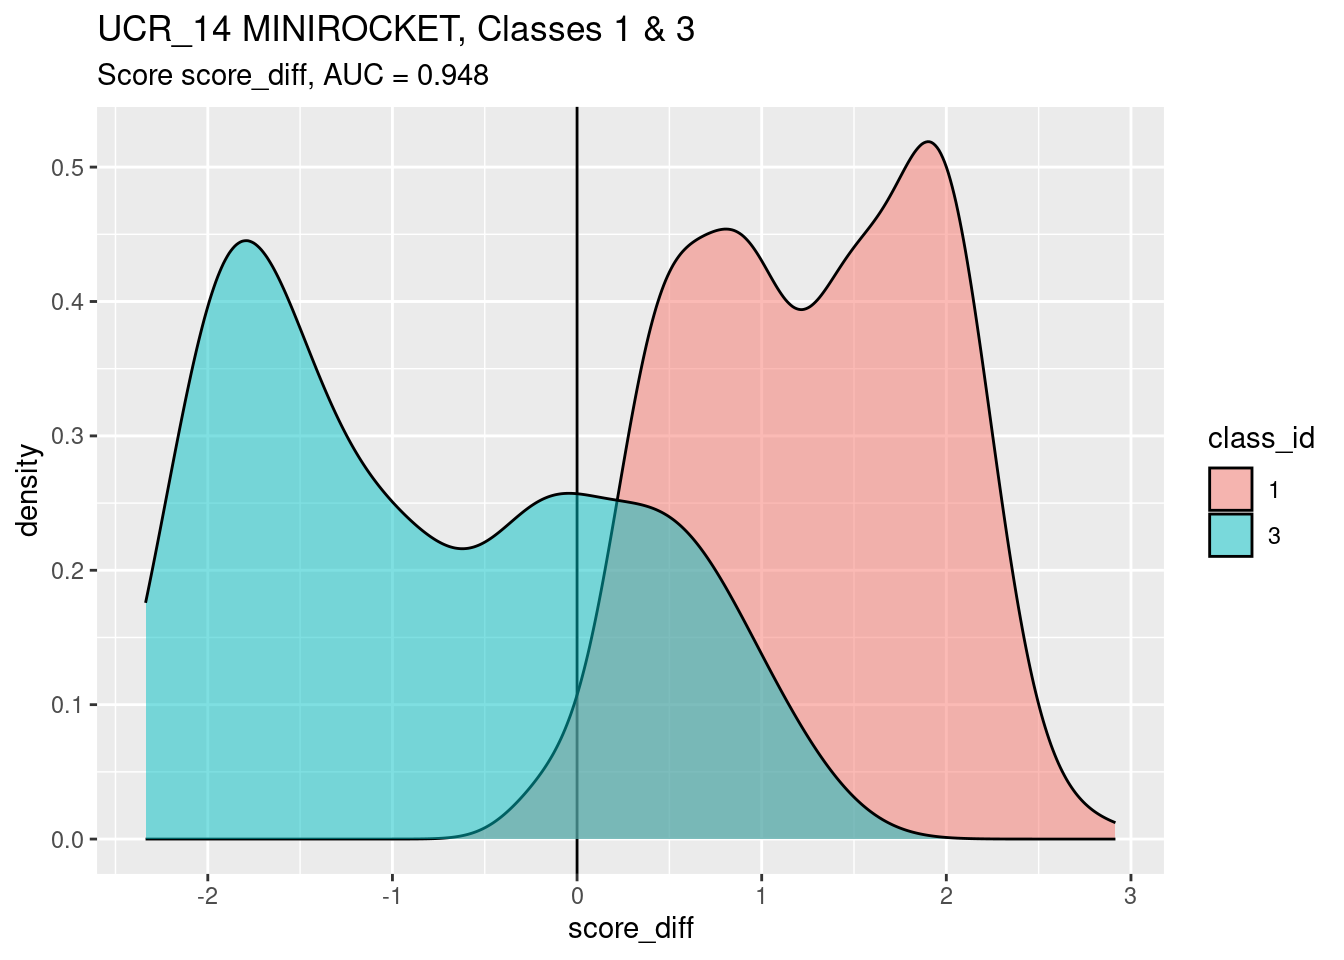 UCR_14 MINIROCKET, Classes 1 & 3
Score score_diff, AUC = 0.948
0.5
0.4
0.3
0.2
0.1
0.0
density
-2 -1 0 1 2 3
score_diff
class_id
1
3